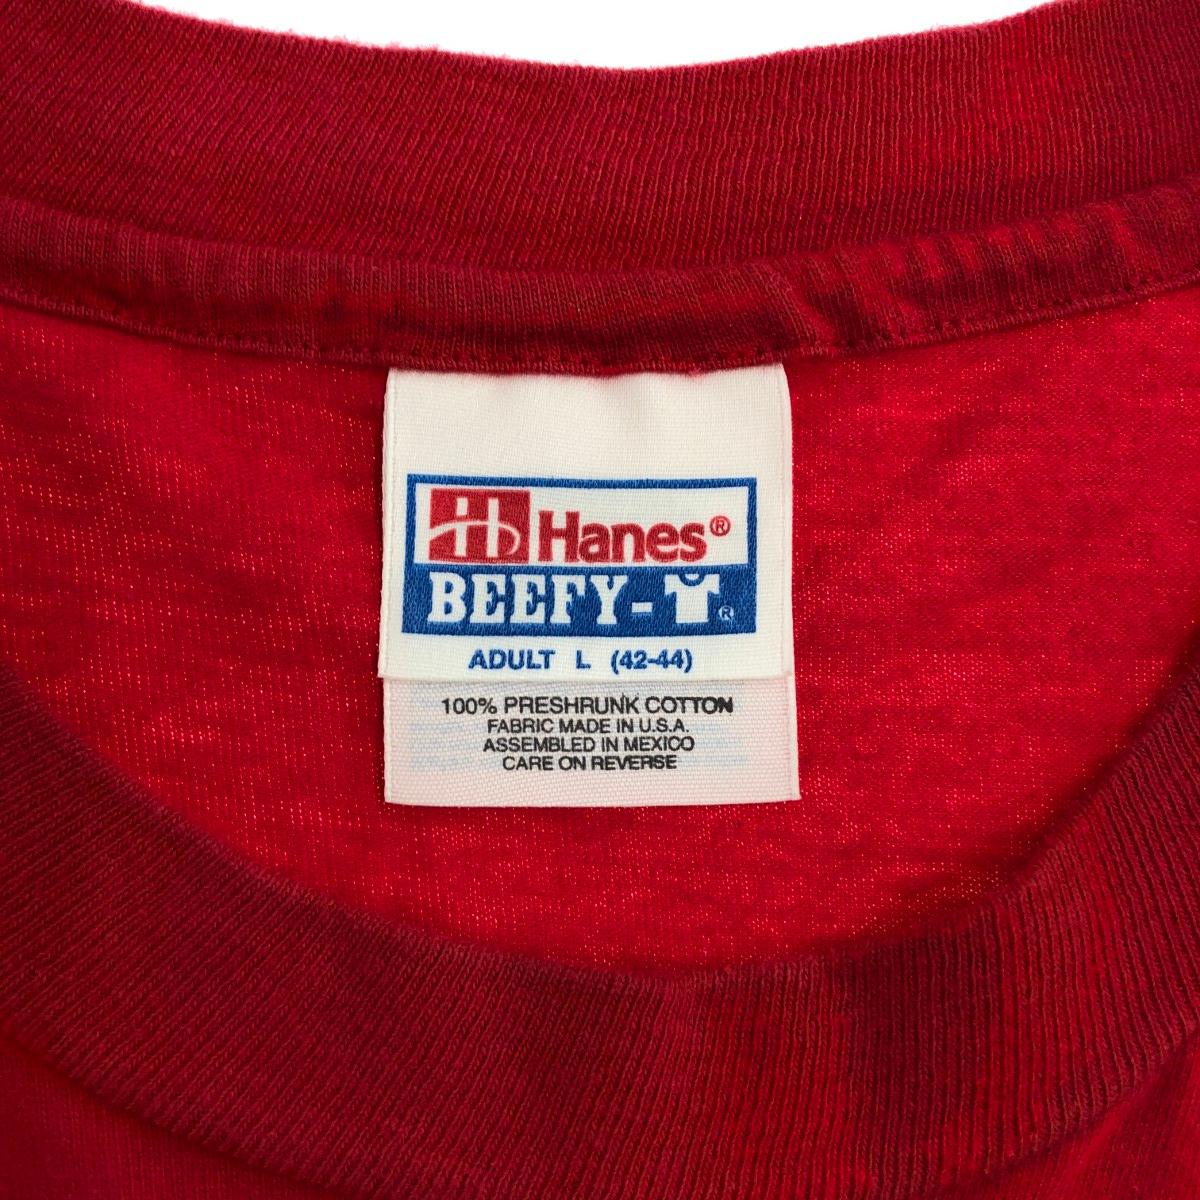 Hanes®
BEEFY-T®
ADULT L (42-44)
100% PRESHRUNK COTTON
FABRIC MADE IN U.S.A.
ASSEMBLED IN MEXICO
CARE ON REVERSE